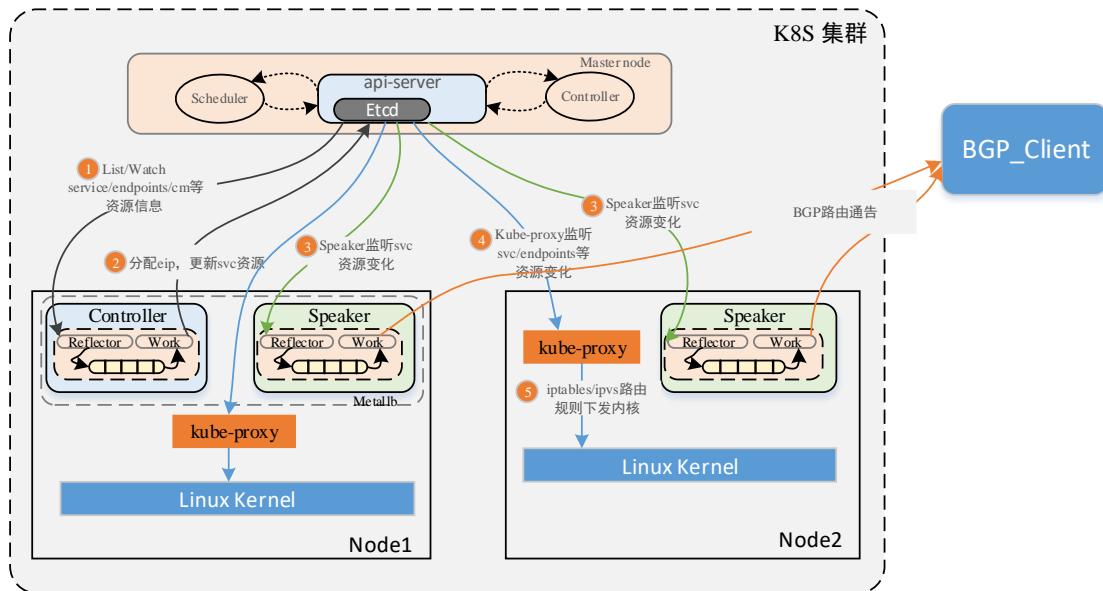 K8S 集群
Master node
Scheduler
api-server
Etcd
Controller
BGP_Client
1 List/Watch
service/endpoints/cm等
资源信息
2 分配eip，更新svc资源
3 Speaker监听svc
资源变化
4 Kube-proxy监听
svc/endpoints等
资源变化
3 Speaker监听svc
资源变化
BGP路由通告
Controller
Reflector
Work
Speaker
Reflector
Work
Metallb
kube-proxy
Linux Kernel
Node1
kube-proxy
5 iptables/ipvs路由
规则下发内核
Speaker
Reflector
Work
Linux Kernel
Node2